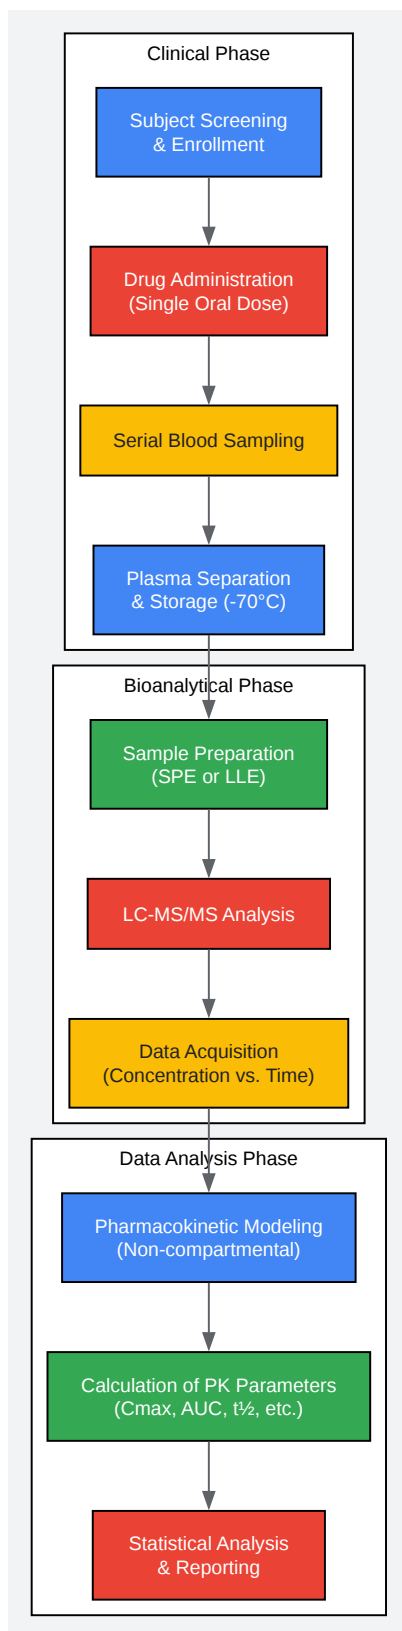 Clinical Phase
Subject Screening
& Enrollment
Drug Administration
(Single Oral Dose)
Serial Blood Sampling
Plasma Separation
& Storage (-70°C)
Bioanalytical Phase
Sample Preparation
(SPE or LLE)
LC-MS/MS Analysis
Data Acquisition
(Concentration vs. Time)
Data Analysis Phase
Pharmacokinetic Modeling
(Non-compartmental)
Calculation of PK Parameters
(Cmax, AUC, t½, etc.)
Statistical Analysis
& Reporting